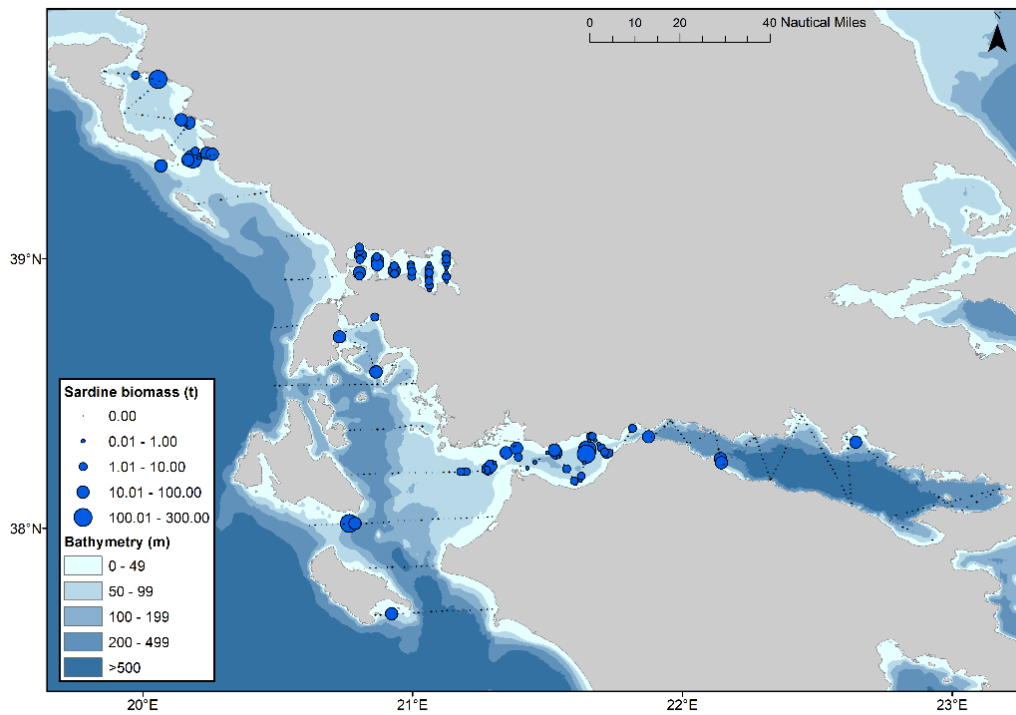 0 10 20 40 Nautical Miles
N
39°N
38°N
Sardine biomass (t)
0.00
0.01 - 1.00
1.01 - 10.00
10.01 - 100.00
100.01 - 300.00
Bathymetry (m)
0 - 49
50 - 99
100 - 199
200 - 499
>500
20°E 21°E 22°E 23°E